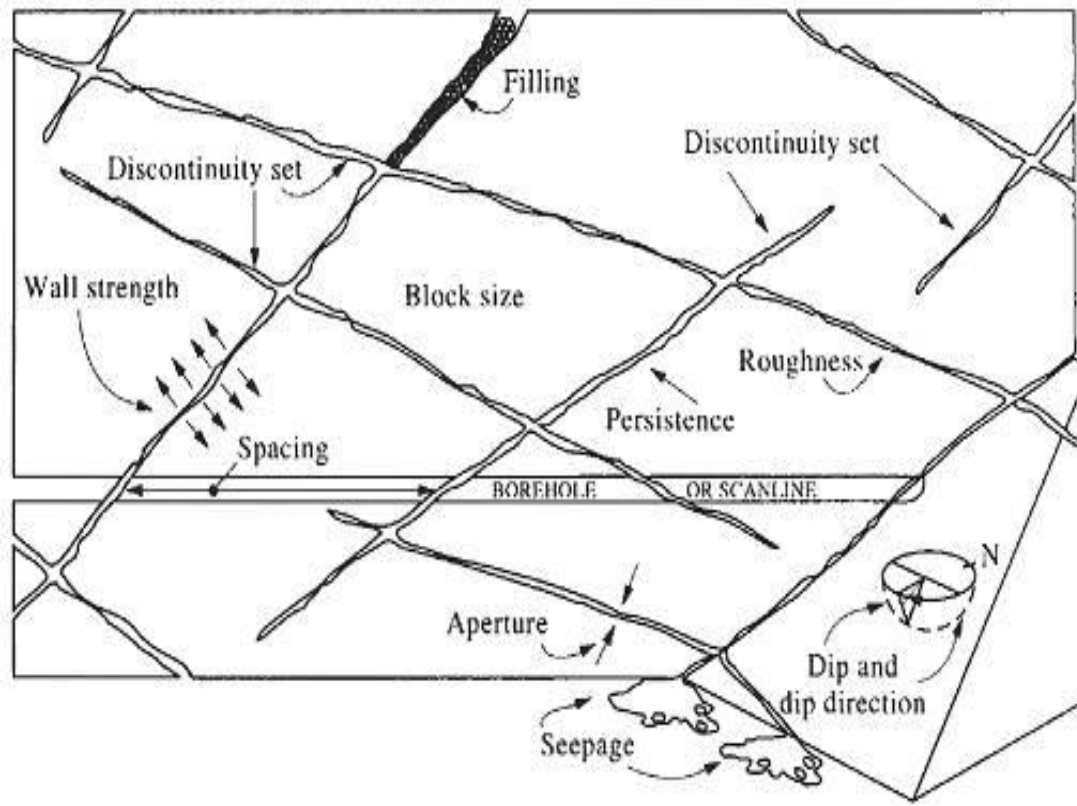 Filling
Discontinuity set
Discontinuity set
Wall strength
Block size
Roughness
Persistence
Spacing
BOREHOLE OR SCANLINE
N
Aperture
Dip and
dip direction
Seepage